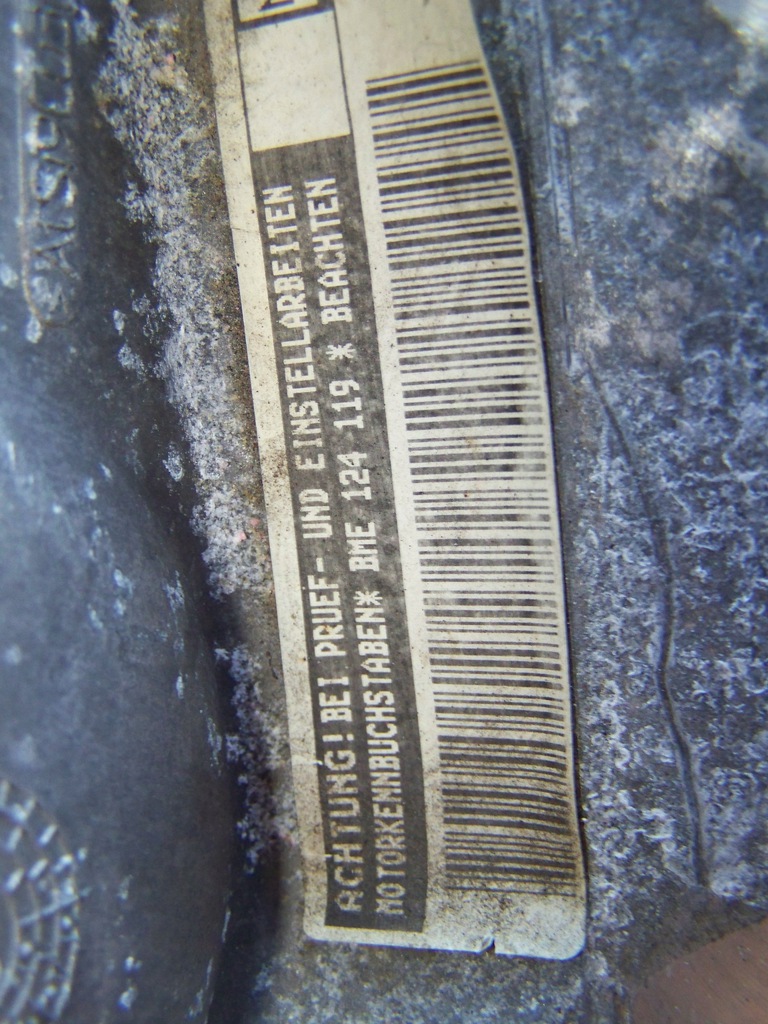 ACHTUNG! BEI PRUEF- UND EINSTELLARBEITEN
MOTORKENNBUCHSTABEN* BME 124 119 * BEACHTEN